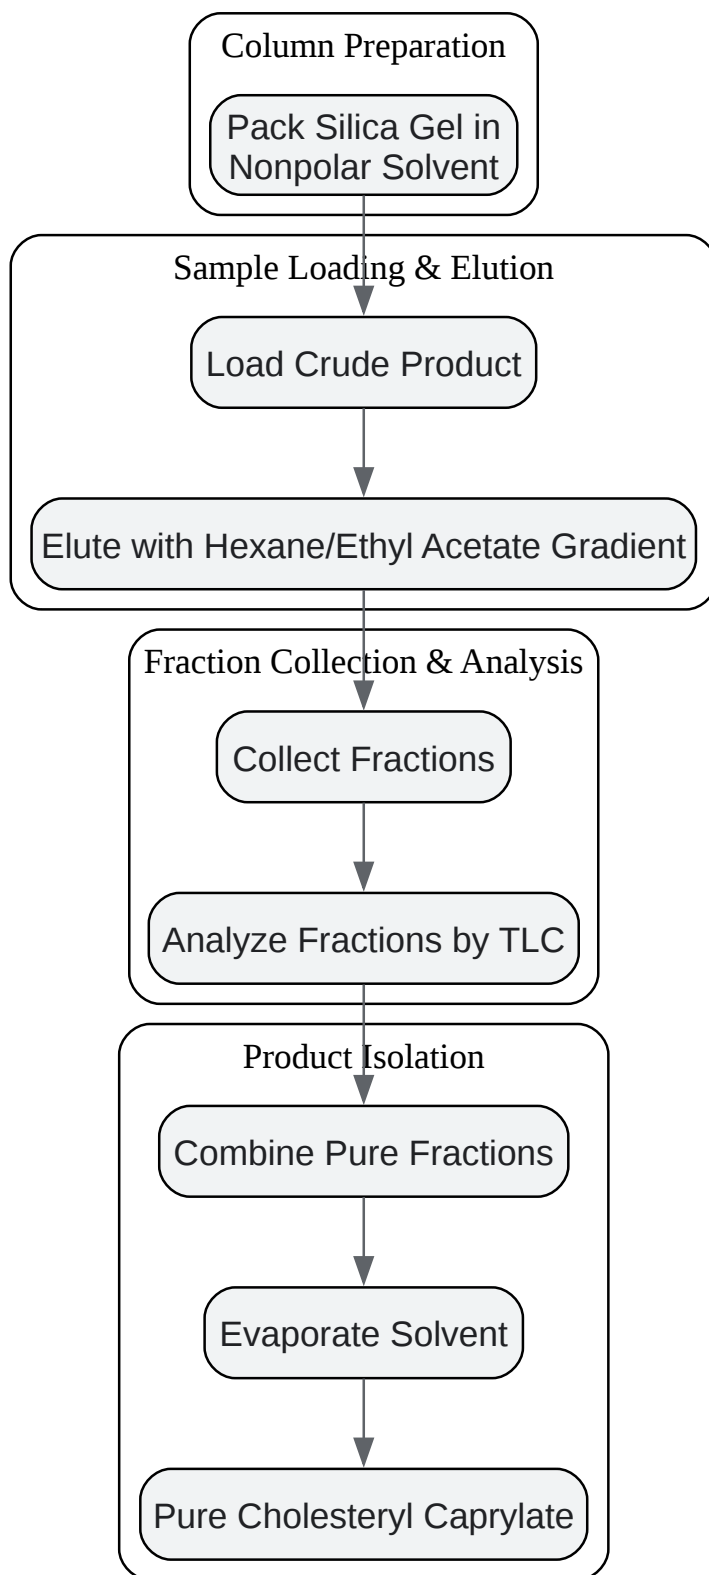 Column Preparation
Pack Silica Gel in
Nonpolar Solvent
Sample Loading & Elution
Load Crude Product
Elute with Hexane/Ethyl Acetate Gradient
Fraction Collection & Analysis
Collect Fractions
Analyze Fractions by TLC
Product Isolation
Combine Pure Fractions
Evaporate Solvent
Pure Cholesteryl Caprylate